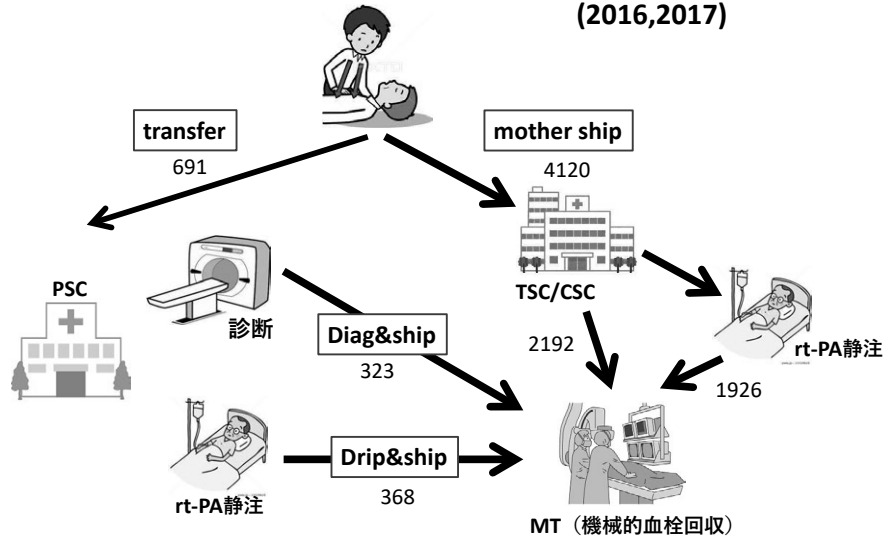 (2016,2017)
transfer
691
mother ship
4120
PSC
診断
TSC/CSC
Diag&ship
323
2192
rt-PA静注
1926
Drip&ship
368
rt-PA静注
MT（機械的血栓回収）